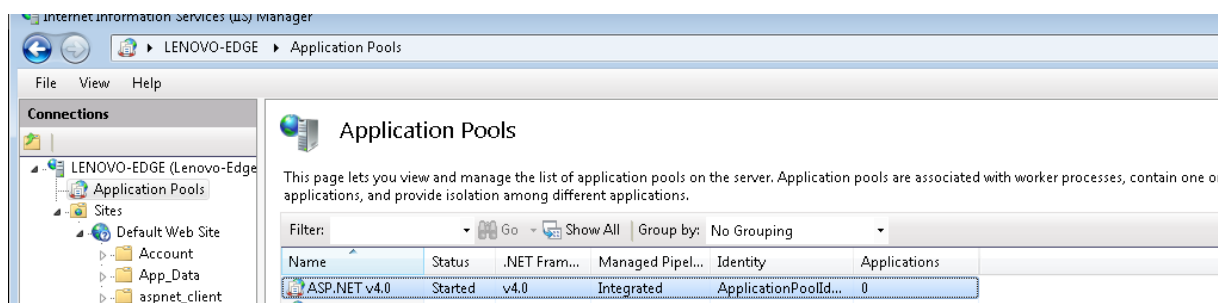 Internet Information Services (IIS) Manager
LENOVO-EDGE Application Pools
File View Help
Connections
Application Pools
LENOVO-EDGE (Lenovo-Edge
This page lets you view and manage the list of application pools on the server. Application pools are associated with worker processes, contain one o
Application Pools
applications, and provide isolation among different applications.
Sites
Default Web Site
Filter: Go Show All Group by: No Grouping
Account
Name Status .NET Fram... Managed Pipel... Identity Applications
App_Data
ASP.NET v4.0 Started v4.0 Integrated ApplicationPoolId... 0
aspnet_client